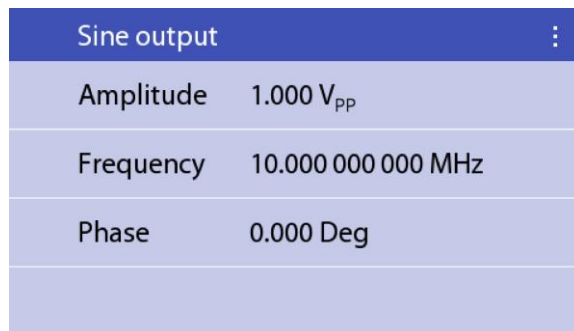 Sine output
Amplitude 1.000 VPP
Frequency 10.000 000 000 MHz
Phase 0.000 Deg